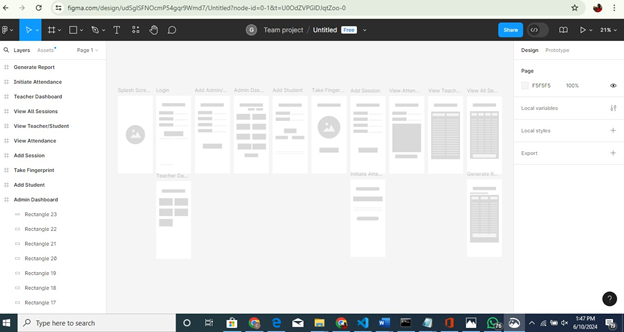 figma.com/design/udSglSFNOcmP54gqr9Wmd7/Untitled?node-id=0-1&t=U0OdZVPGIDJqtZoo-0
G Team project / Untitled Free
Share
21%
Layers Assets Page 1
Design Prototype
Generate Report
Page
Initiate Attendance
F5F5F5 100%
Teacher Dashboard
Splash Scre... Login Add Admin/... Admin Das... Add Student Take Finger... Add Session View Atten... View Teach... View All Se...
View All Sessions
Local variables
View Teacher/Student
View Attendance
Local styles
Add Session
Export
Take Fingerprint
Add Student
Teacher Da... Initiate Atte... Generate R...
Admin Dashboard
Rectangle 23
Rectangle 22
Rectangle 21
Rectangle 20
Rectangle 19
Rectangle 18
Rectangle 17
?
Type here to search
76
1:47 PM
6/10/2024